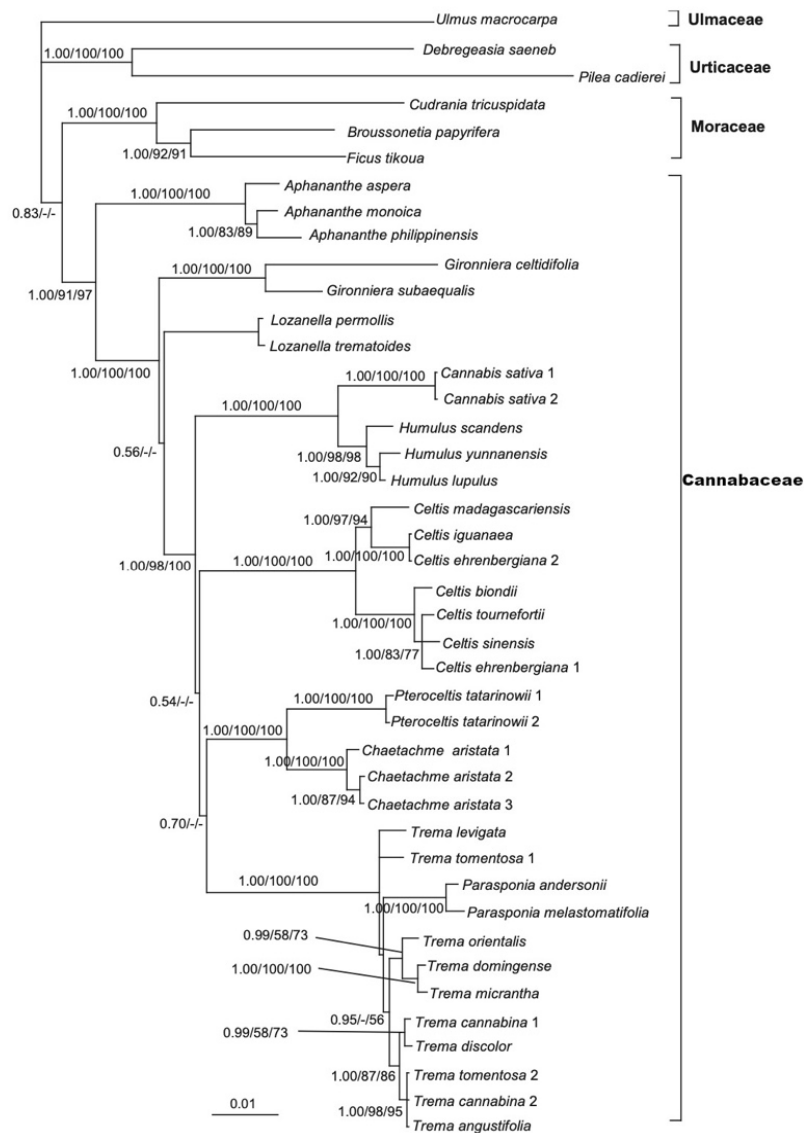 Ulmus macrocarpa
Ulmaceae
1.00/100/100
Debregeasia saeneb
Urticaceae
Pilea cadierei
1.00/100/100
Cudrania tricuspidata
Broussonetia papyrifera
Moraceae
1.00/92/91
Ficus tikoua
1.00/100/100
Aphananthe aspera
0.83/-/-
Aphananthe monoica
1.00/83/89
Aphananthe philippinensis
1.00/100/100
Gironniera celtidifolia
1.00/91/97
Gironniera subaequalis
Lozanella permollis
Lozanella trematoides
1.00/100/100
1.00/100/100
Cannabis sativa 1
Cannabis sativa 2
1.00/100/100
Humulus scandens
0.56/-/-
1.00/98/98
Humulus yunnanensis
1.00/92/90
Humulus lupulus
Cannabaceae
Celtis madagascariensis
1.00/97/94
Celtis iguanaea
1.00/100/100
Celtis ehrenbergiana 2
1.00/98/100
1.00/100/100
Celtis biondii
Celtis tournefortii
1.00/100/100
Celtis sinensis
1.00/83/77
Celtis ehrenbergiana 1
0.54/-/-
1.00/100/100
Pteroceltis tatarinowii 1
Pteroceltis tatarinowii 2
1.00/100/100
Chaetachme aristata 1
1.00/100/100
Chaetachme aristata 2
1.00/87/94
Chaetachme aristata 3
0.70/-/-
Trema levigata
Trema tomentosa 1
1.00/100/100
Parasponia andersonii
1.00/100/100
Parasponia melastomatifolia
0.99/58/73
Trema orientalis
Trema domingense
1.00/100/100
Trema micrantha
0.95/-/56
Trema cannabina 1
0.99/58/73
Trema discolor
1.00/87/86
Trema tomentosa 2
Trema cannabina 2
0.01
1.00/98/95
Trema angustifolia